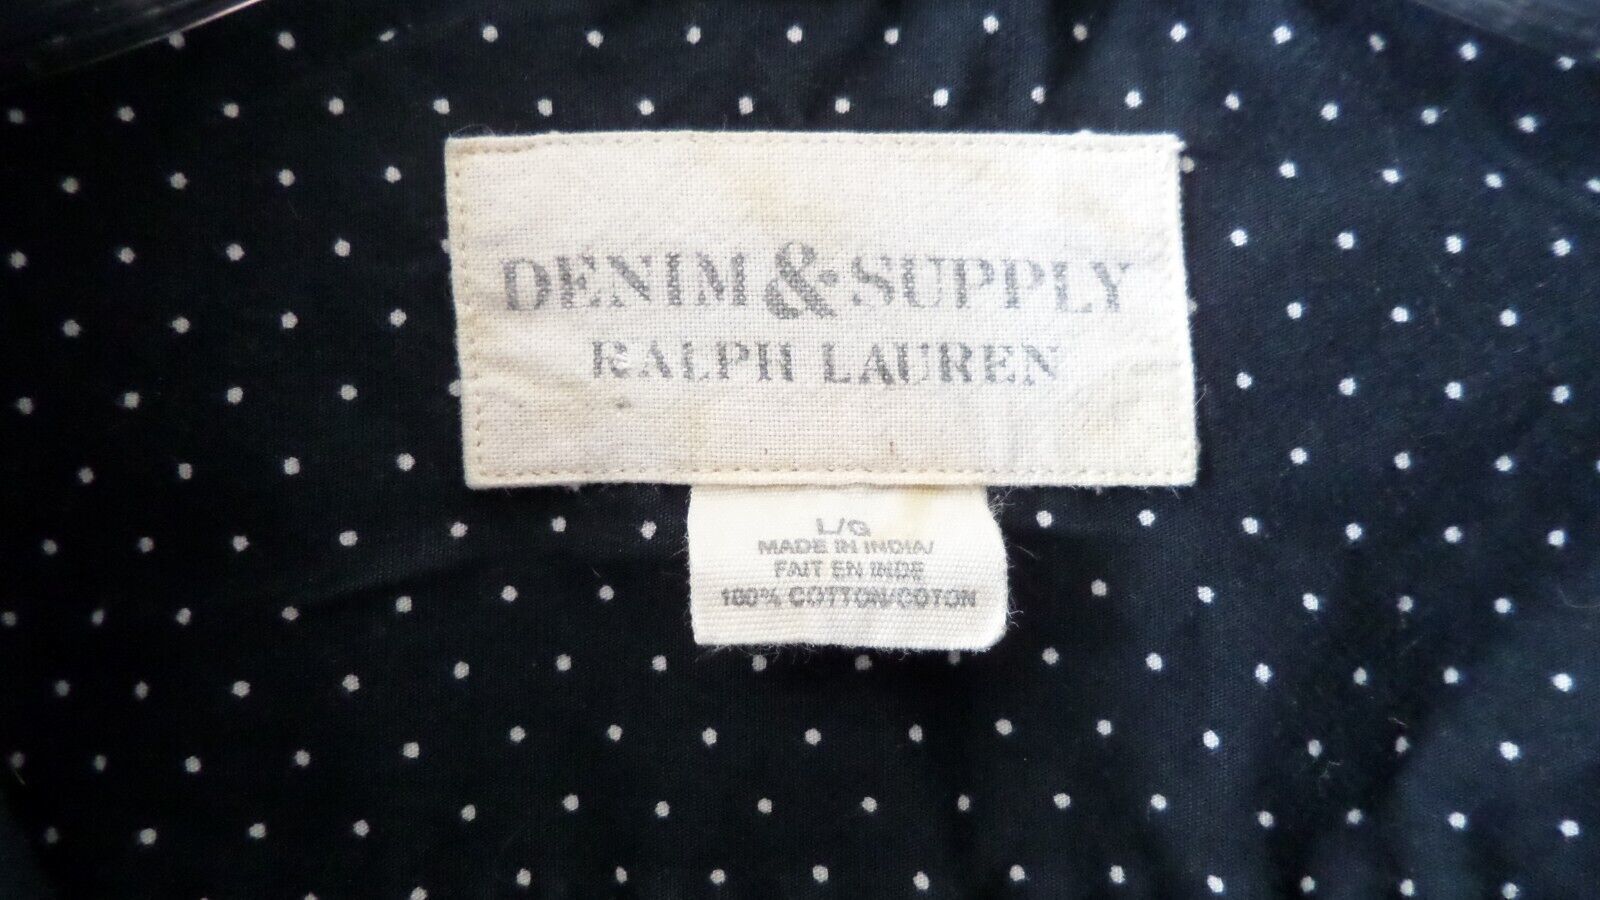 DENIM & SUPPLY
RALPH LAUREN
L/G
MADE IN INDIA/
FAIT EN INDE
100% COTTON/COTON